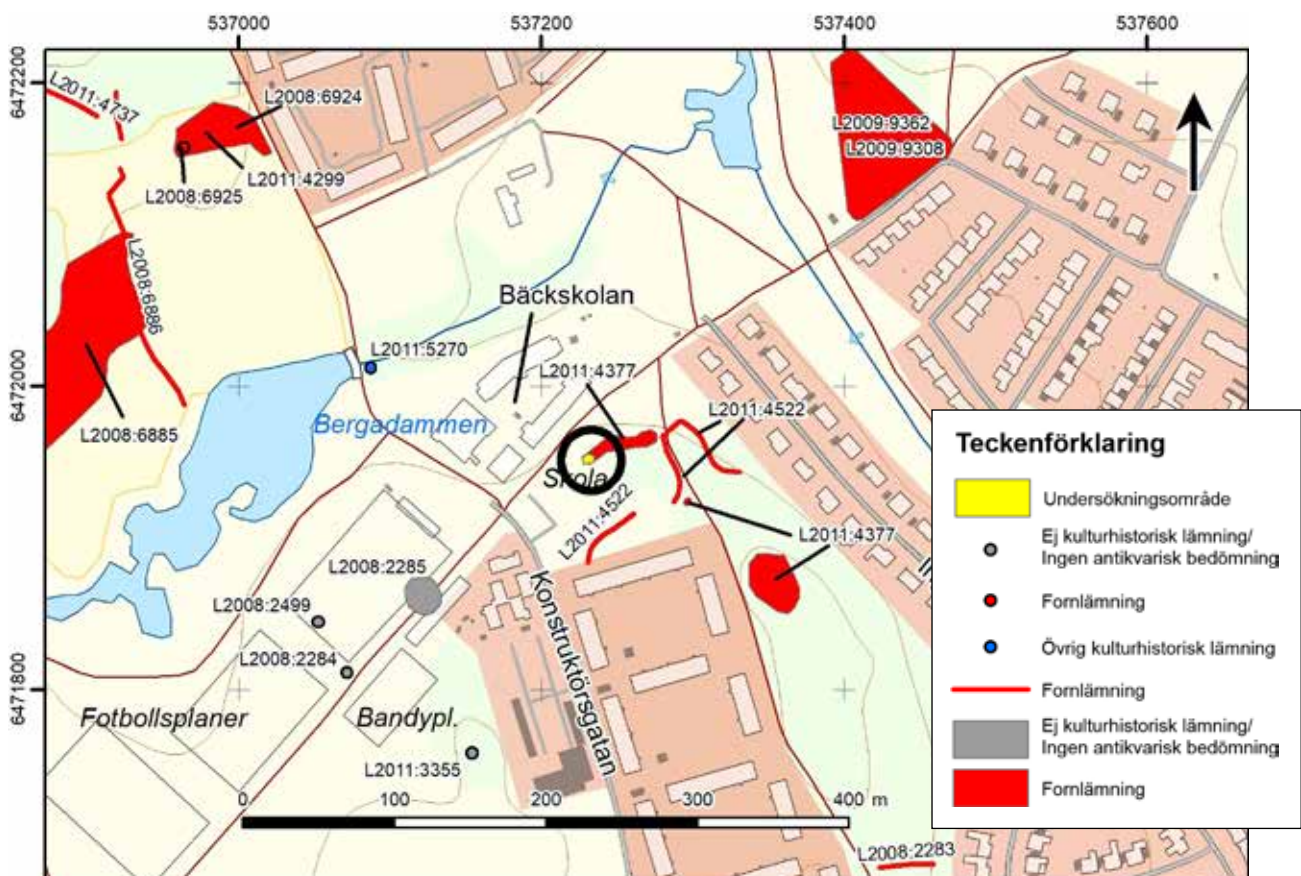 537000
537200
537400
537600
6472200
6472000
6471800
L2011:4737
L2008:6924
L2011:4299
L2008:6925
L2009:9362
L2009:9308
L2008:6886
Bäckskolan
L2011:5270
L2011:4377
Bergadammen
L2011:4522
L2008:6885
Skola
L2011:4522
L2011:4377
L2008:2285
L2008:2499
L2008:2284
Konstruktörsgatan
Fotbollsplaner
Bandypl.
L2011:3355
0
100
200
300
400 m
L2008:2283
Teckenförklaring
Undersökningsområde
Ej kulturhistorisk lämning/
Ingen antikvarisk bedömning
Fornlämning
Övrig kulturhistorisk lämning
Fornlämning
Ej kulturhistorisk lämning/
Ingen antikvarisk bedömning
Fornlämning